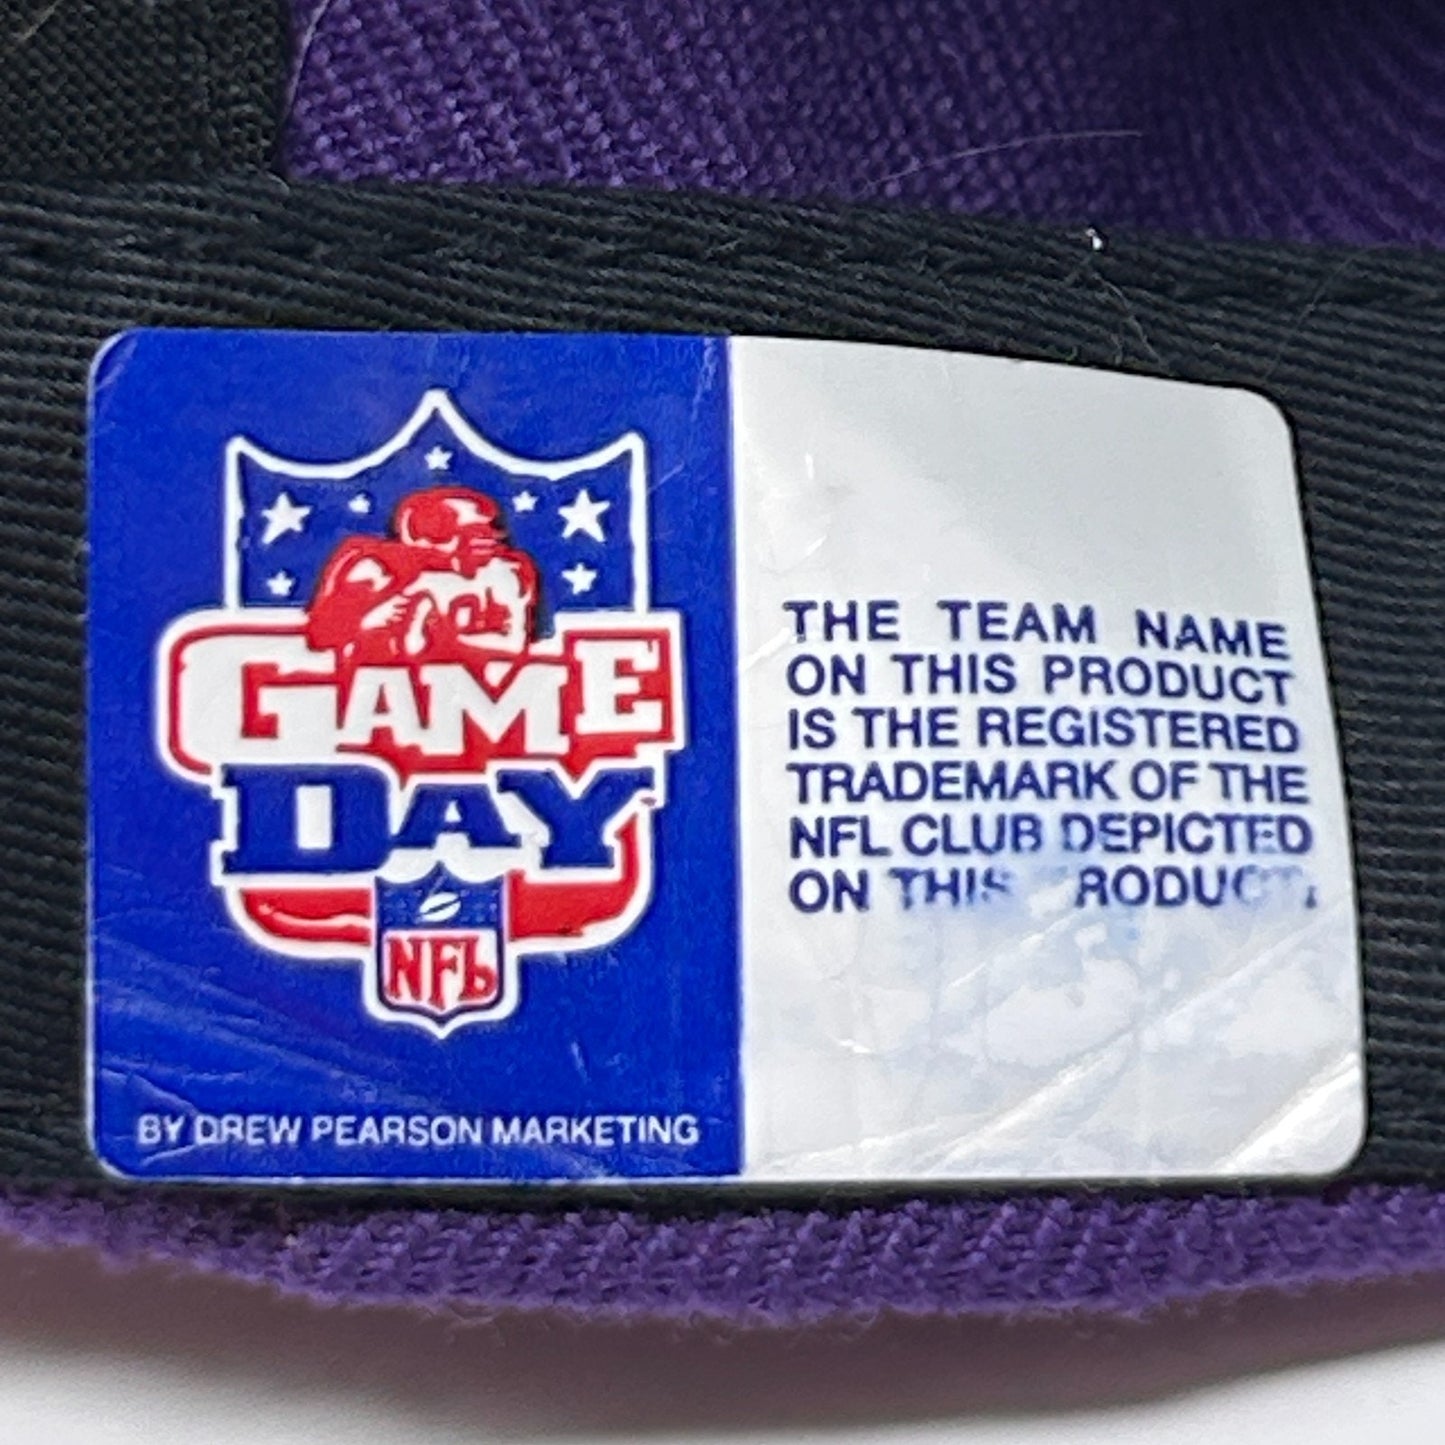 GAME
DAY
NFL
BY DREW PEARSON MARKETING
THE TEAM NAME
ON THIS PRODUCT
IS THE REGISTERED
TRADEMARK OF THE
NFL CLUB DEPICTED
ON THIS PRODUCT.